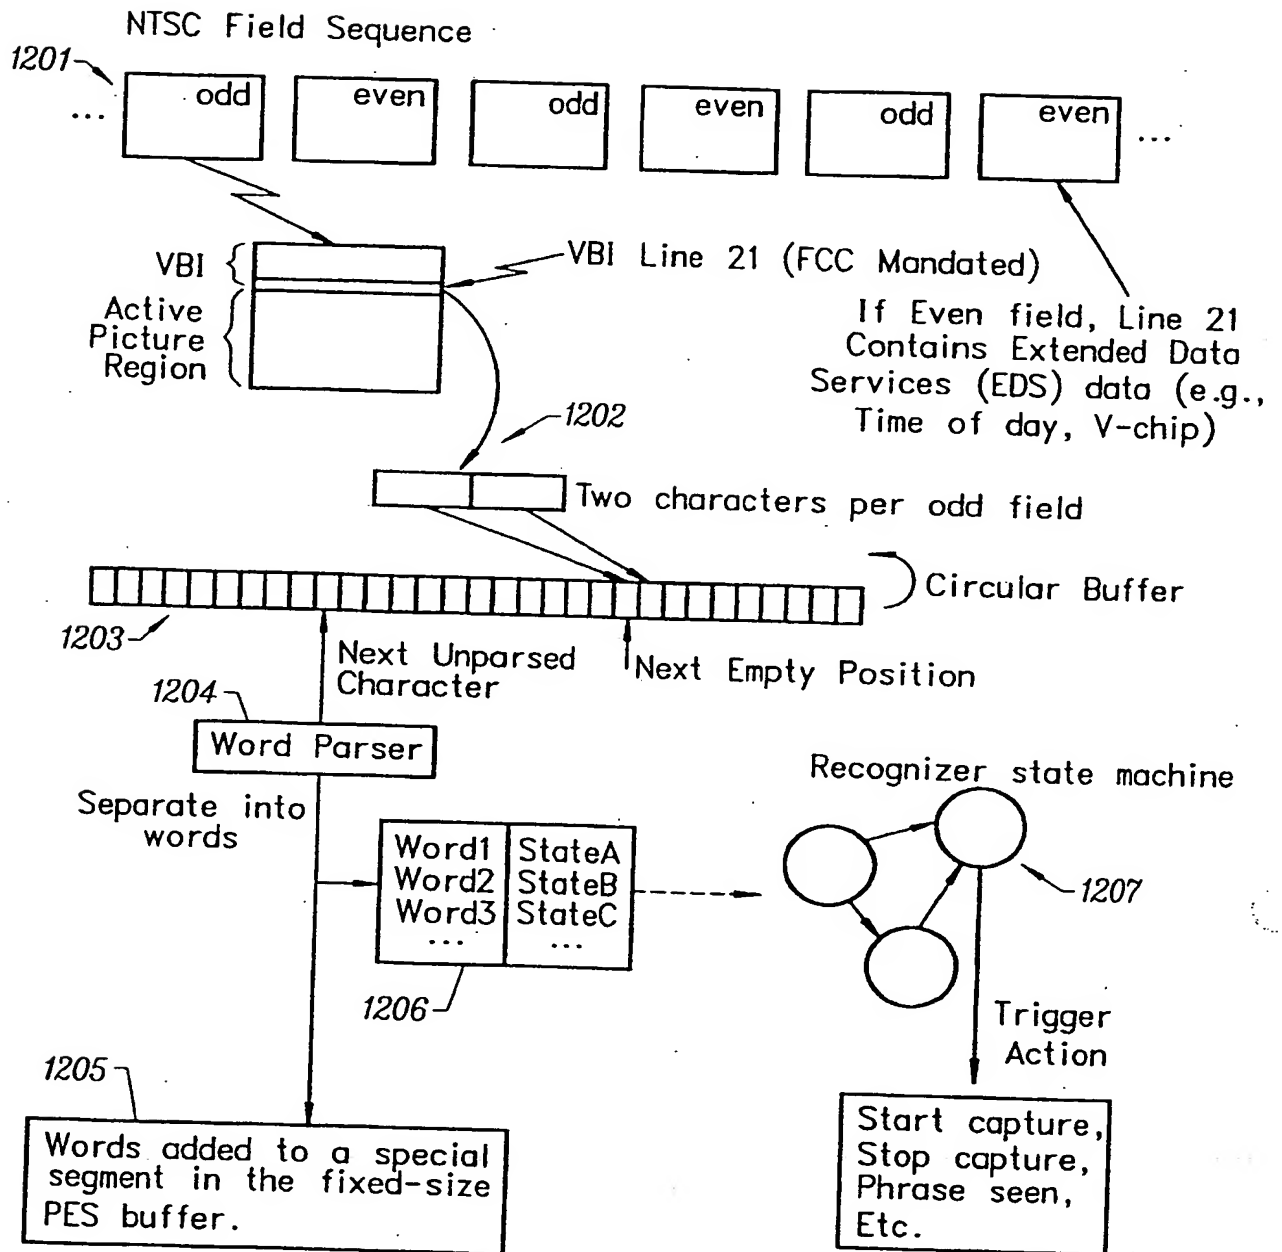 NTSC Field Sequence
1201
... odd even odd even odd even ...
VBI
VBI Line 21 (FCC Mandated)
Active
Picture
Region
If Even field, Line 21
Contains Extended Data
Services (EDS) data (e.g.,
Time of day, V-chip)
1202
Two characters per odd field
Circular Buffer
1203
Next Unparsed
Character
Next Empty Position
1204
Word Parser
Separate into
words
Word1 StateA
Word2 StateB
Word3 StateC
... ...
1206
Recognizer state machine
1207
Trigger
Action
1205
Words added to a special
segment in the fixed-size
PES buffer.
Start capture,
Stop capture,
Phrase seen,
Etc.